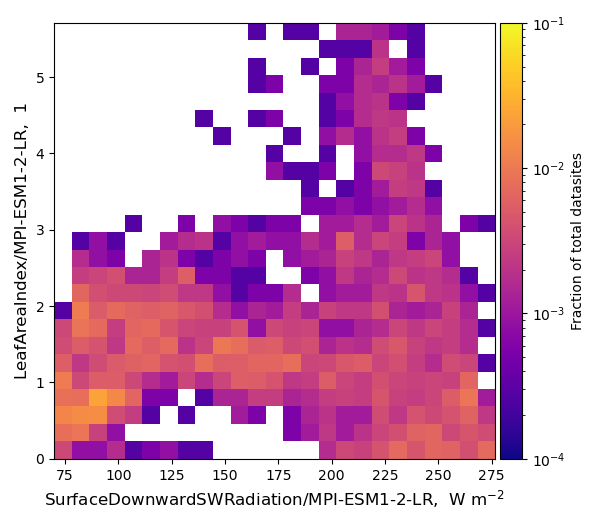 LeafAreaIndex/MPI-ESM1-2-LR,  1
5
4
3
2
1
0
75 100 125 150 175 200 225 250 275
SurfaceDownwardSWRadiation/MPI-ESM1-2-LR,  W m⁻²
10⁻¹
10⁻²
10⁻³
10⁻⁴
Fraction of total datasites